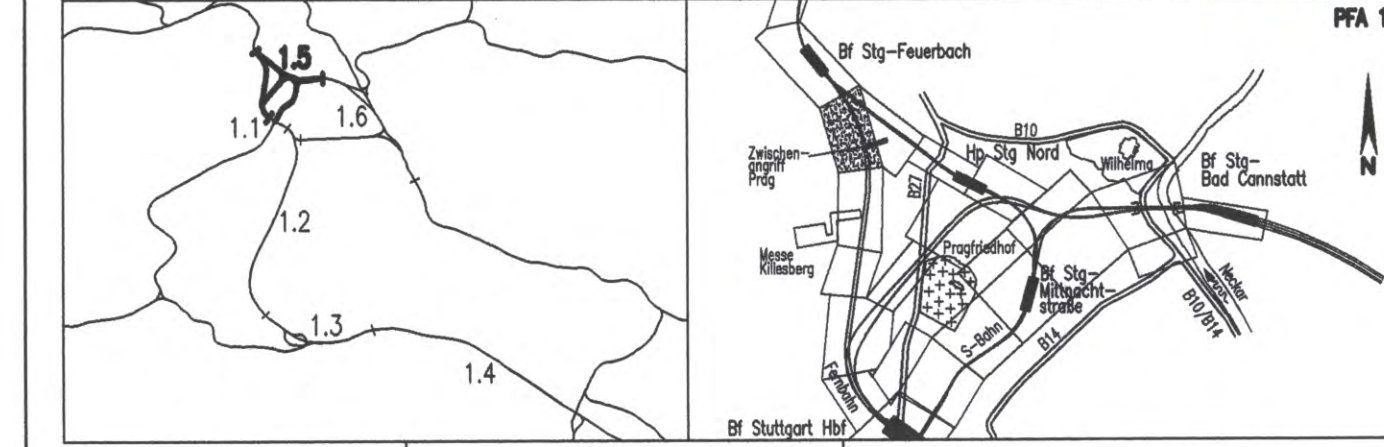 1.5
1.1
1.6
1.2
1.3
1.4
PFA 1
Bf Stg-Feuerbach
N
B10
Zwischen-
angriff
Prag
Hp Stg Nord
Wilhelma
Bf Stg-
Bad Cannstatt
B27
Messe
Killesberg
Pragfriedhof
Bf Stg-
Mittnacht-
straße
Neckar
B10/B14
S-Bahn
B14
Fernbahn
Bf Stuttgart Hbf